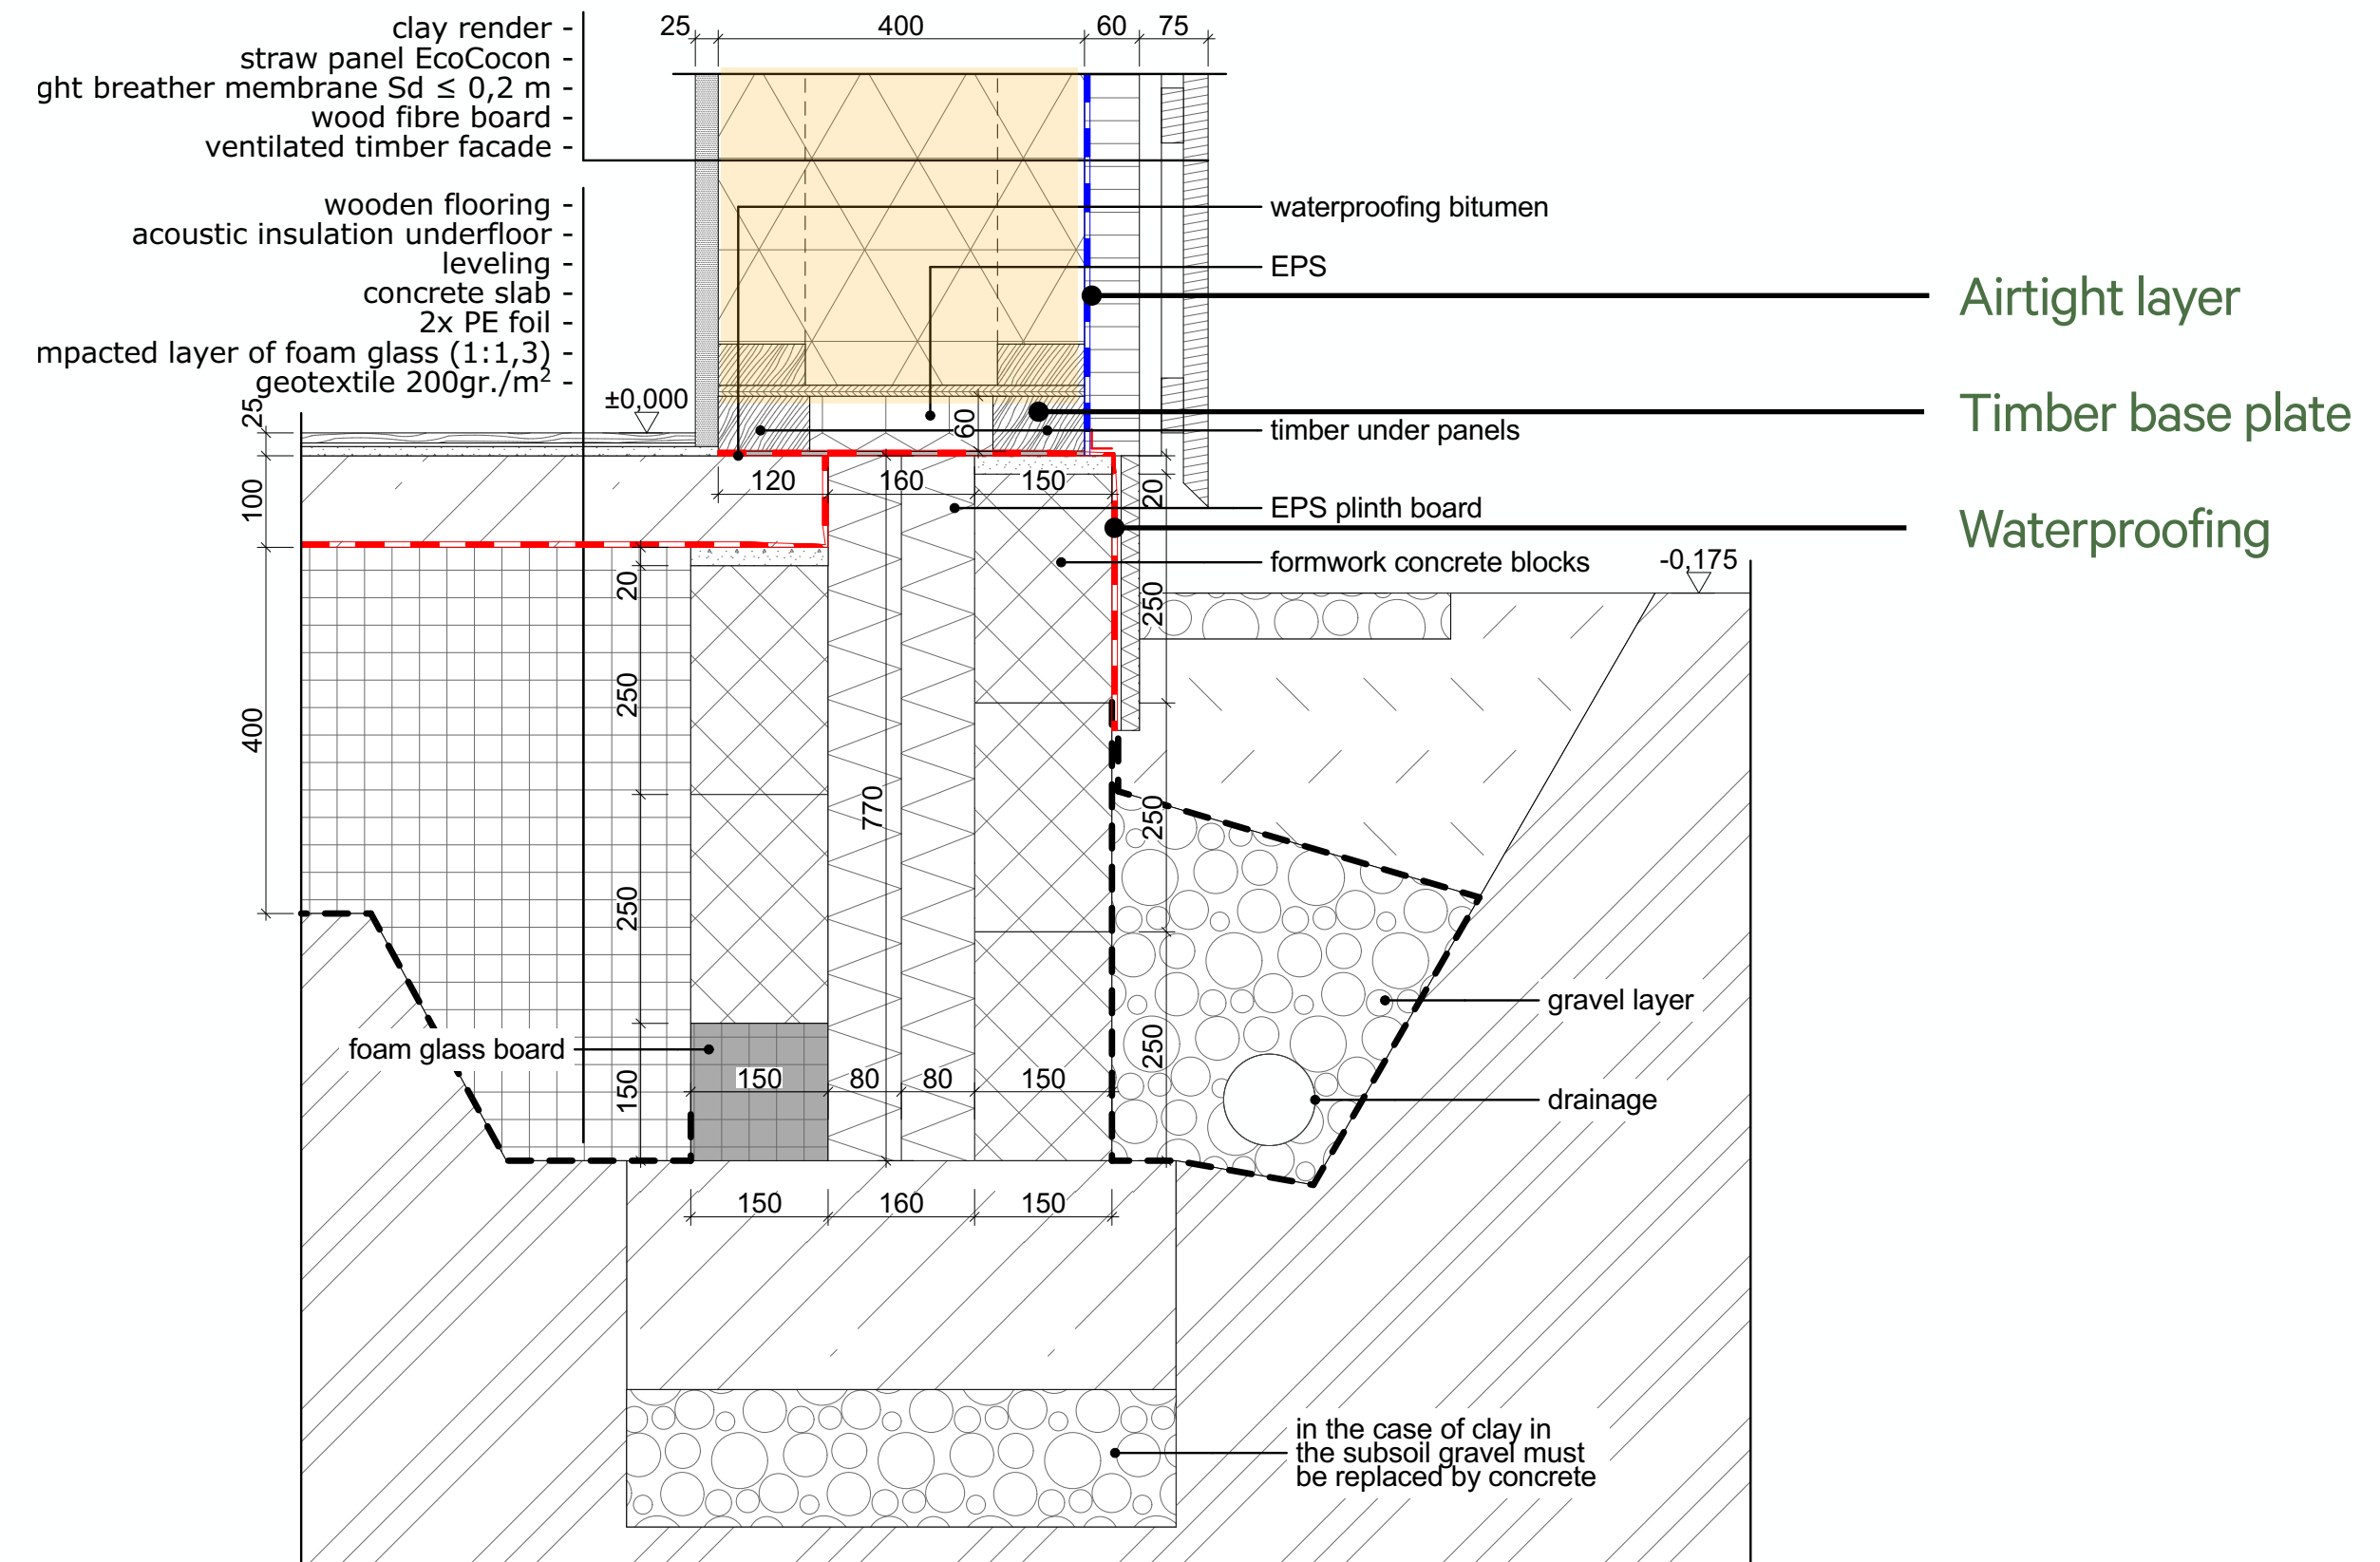 clay render -
straw panel EcoCocon -
ght breather membrane Sd ≤ 0,2 m -
wood fibre board -
ventilated timber facade -
wooden flooring -
acoustic insulation underfloor -
leveling -
concrete slab -
2x PE foil -
mpacted layer of foam glass (1:1,3) -
geotextile 200gr./m² -
25
400
60
75
waterproofing bitumen
EPS
Airtight layer
Timber base plate
timber under panels
Waterproofing
EPS plinth board
formwork concrete blocks
±0,000
-0,175
25
100
400
60
120
160
150
20
250
250
250
20
250
250
150
770
foam glass board
150
80
80
150
150
160
150
gravel layer
drainage
in the case of clay in
the subsoil gravel must
be replaced by concrete